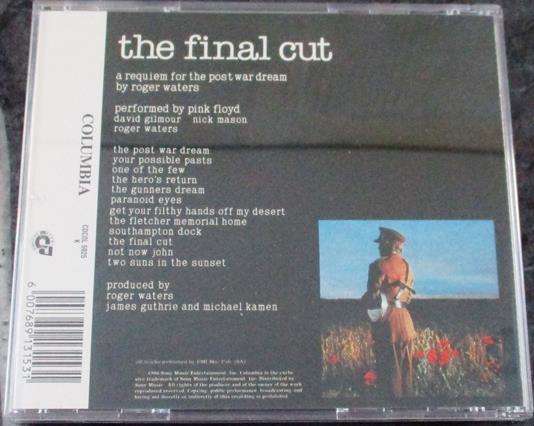 the final cut
a requiem for the post war dream
by roger waters
performed by pink floyd
david gilmour nick mason
roger waters
the post war dream
your possible pasts
one of the few
the hero's return
the gunners dream
paranoid eyes
get your filthy hands off my desert
the fletcher memorial home
southampton dock
the final cut
not now john
two suns in the sunset
produced by
roger waters
james guthrie and michael kamen
COLUMBIA
K
6 007689 131531